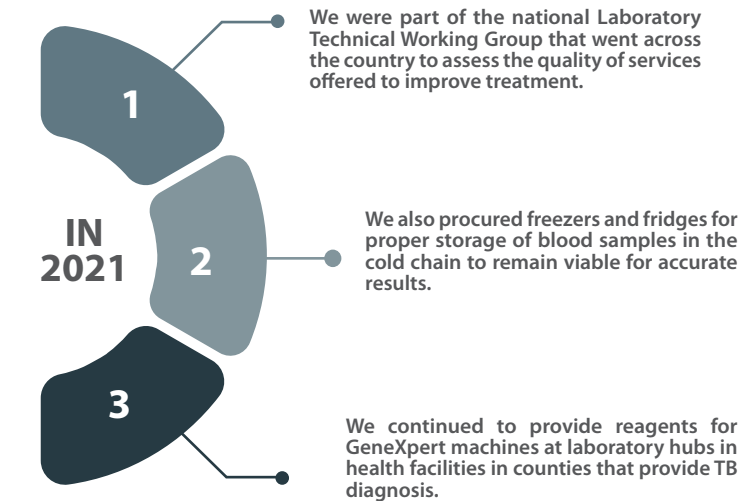 We were part of the national Laboratory
Technical Working Group that went across
the country to assess the quality of services
offered to improve treatment.
1
IN
2021
2
We also procured freezers and fridges for
proper storage of blood samples in the
cold chain to remain viable for accurate
results.
3
We continued to provide reagents for
GeneXpert machines at laboratory hubs in
health facilities in counties that provide TB
diagnosis.